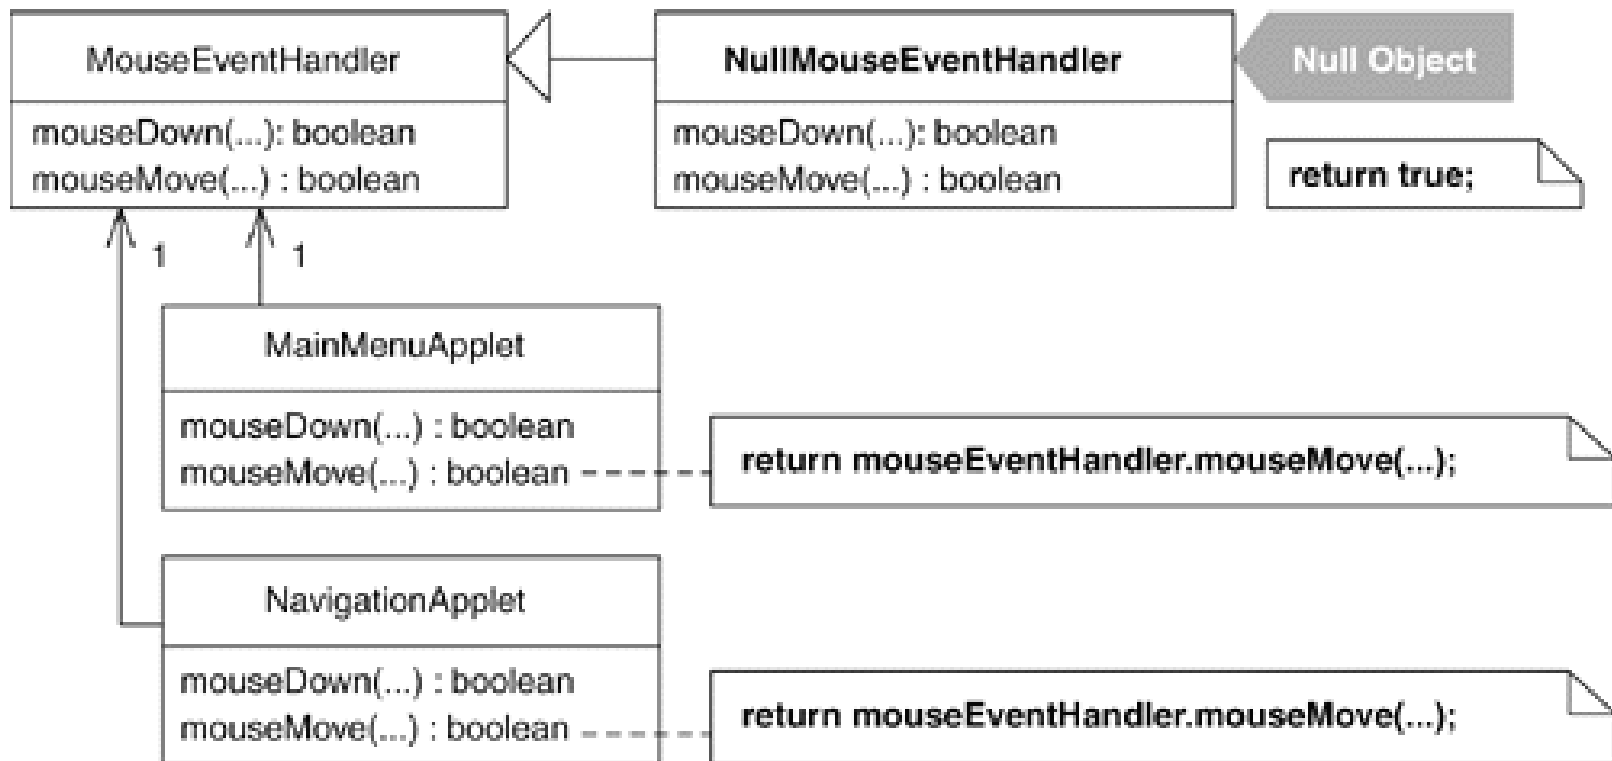 MouseEventHandler
mouseDown(...): boolean
mouseMove(...) : boolean
NullMouseEventHandler
mouseDown(...): boolean
mouseMove(...) : boolean
Null Object
return true;
1
1
MainMenuApplet
mouseDown(...) : boolean
mouseMove(...) : boolean
return mouseEventHandler.mouseMove(...);
NavigationApplet
mouseDown(...) : boolean
mouseMove(...) : boolean
return mouseEventHandler.mouseMove(...);